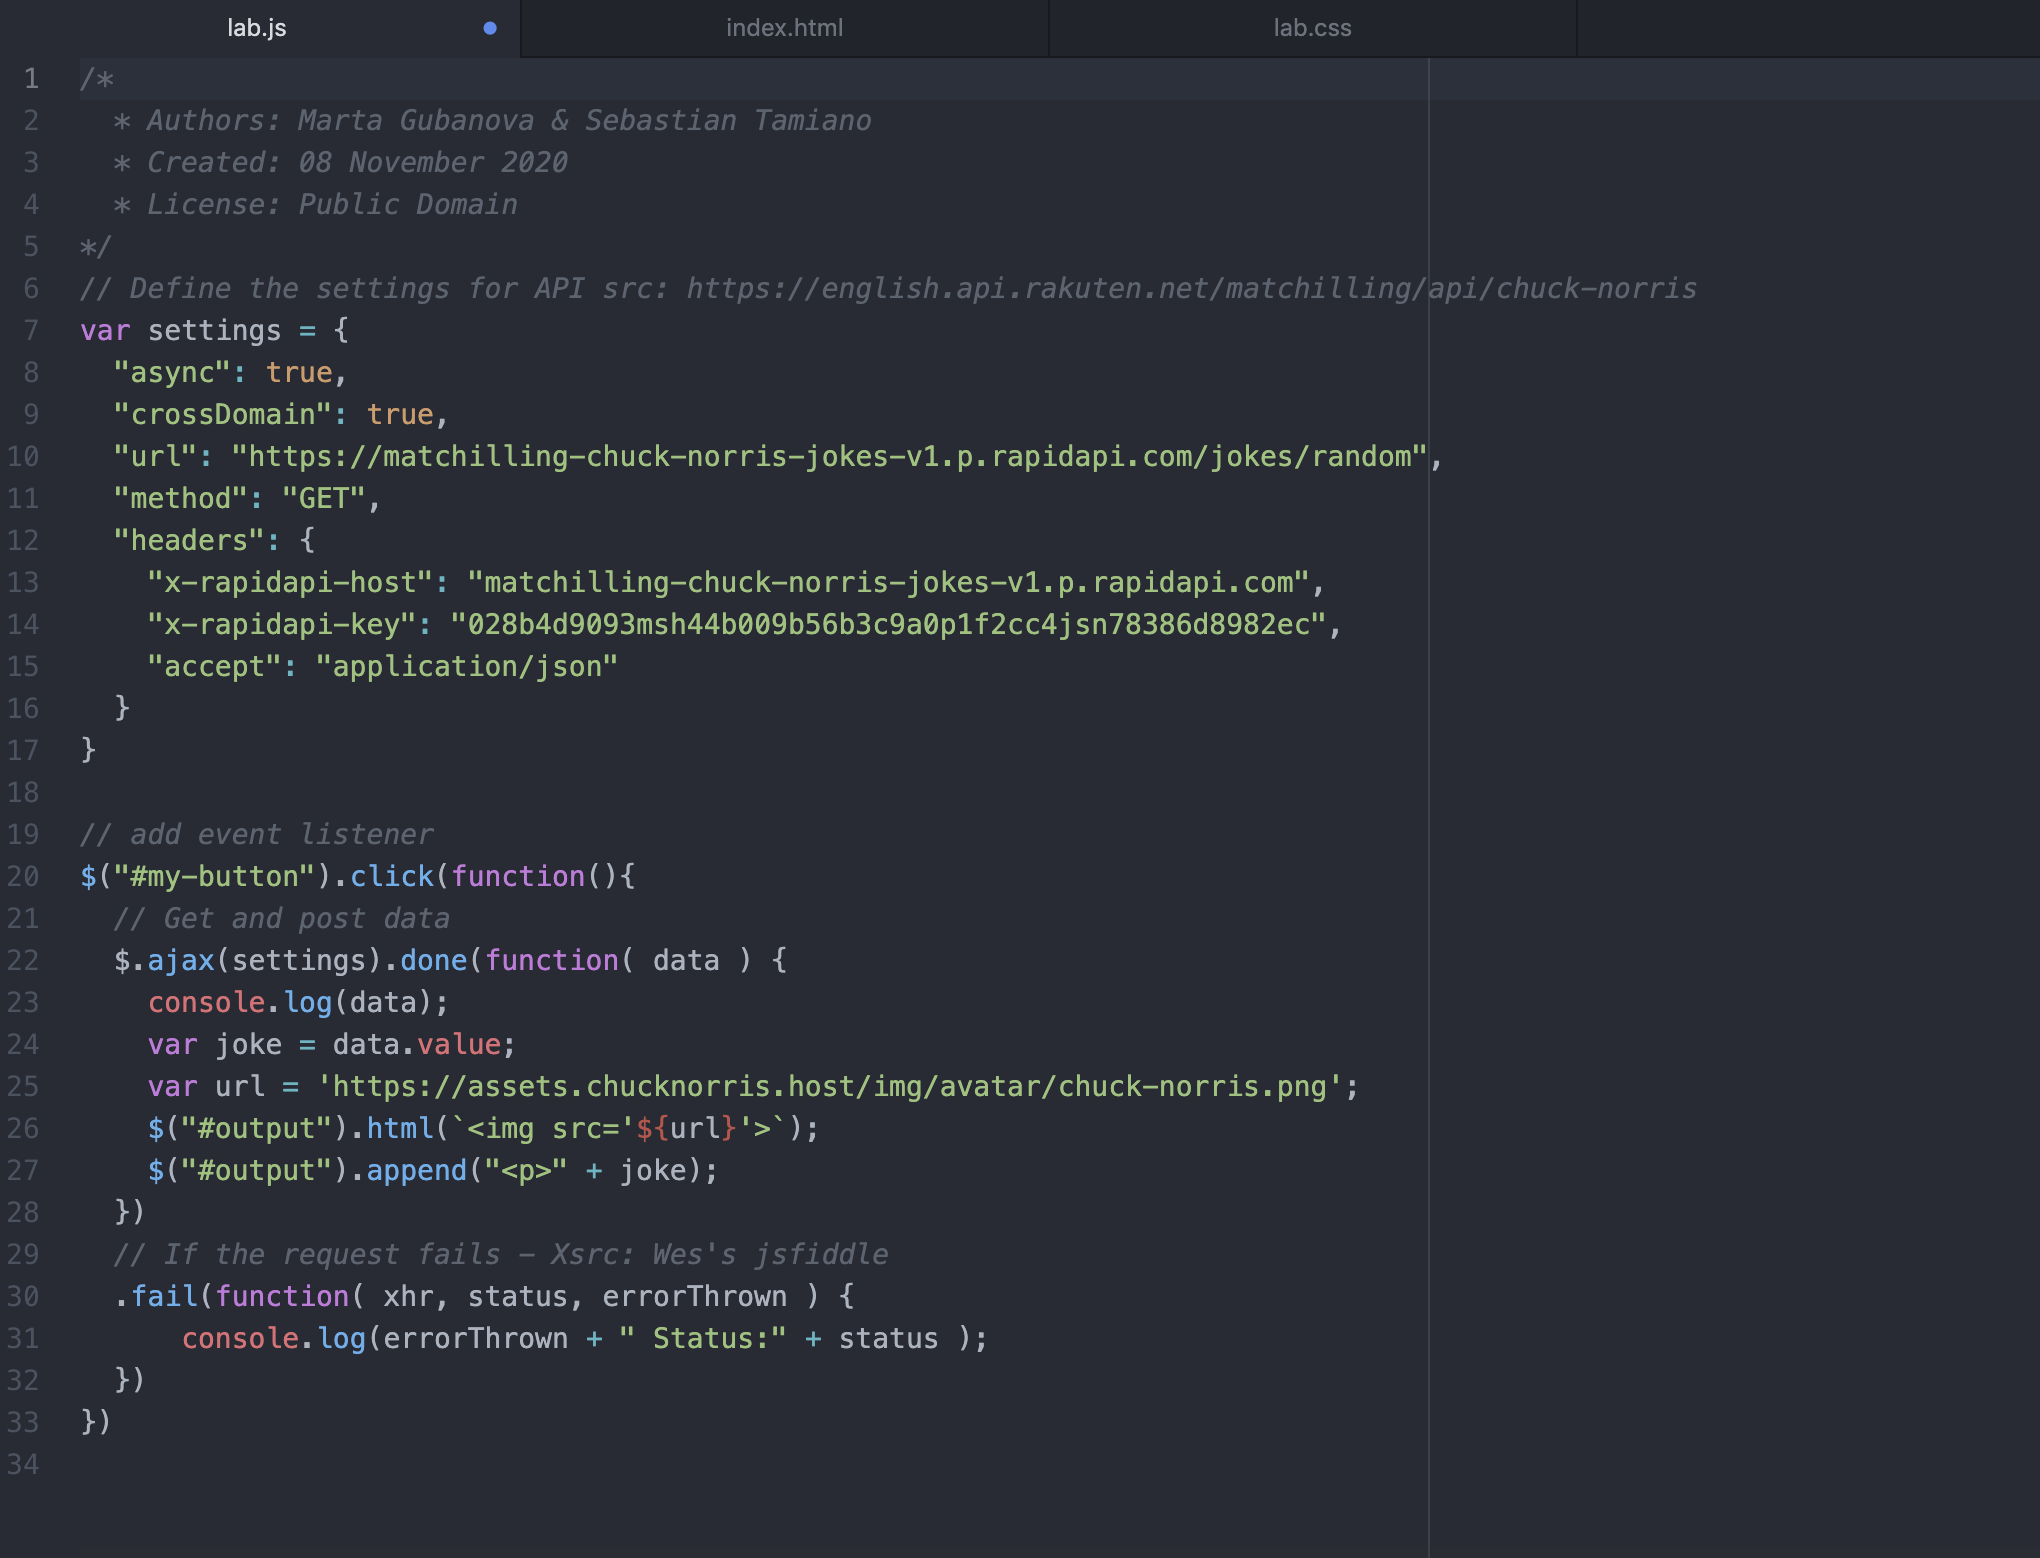 lab.js index.html lab.css
1 /*
2   * Authors: Marta Gubanova & Sebastian Tamiano
3   * Created: 08 November 2020
4   * License: Public Domain
5 */
6 // Define the settings for API src: https://english.api.rakuten.net/matchilling/api/chuck-norris
7 var settings = {
8   "async": true,
9   "crossDomain": true,
10   "url": "https://matchilling-chuck-norris-jokes-v1.p.rapidapi.com/jokes/random",
11   "method": "GET",
12   "headers": {
13     "x-rapidapi-host": "matchilling-chuck-norris-jokes-v1.p.rapidapi.com",
14     "x-rapidapi-key": "028b4d9093msh44b009b56b3c9a0p1f2cc4jsn78386d8982ec",
15     "accept": "application/json"
16   }
17 }
18
19 // add event listener
20 $("#my-button").click(function(){
21   // Get and post data
22   $.ajax(settings).done(function( data ) {
23     console.log(data);
24     var joke = data.value;
25     var url = 'https://assets.chucknorris.host/img/avatar/chuck-norris.png';
26     $("#output").html(`<img src='${url}'>`);
27     $("#output").append("<p>" + joke);
28   })
29   // If the request fails - Xsrc: Wes's jsfiddle
30   .fail(function( xhr, status, errorThrown ) {
31       console.log(errorThrown + " Status:" + status );
32   })
33 })
34